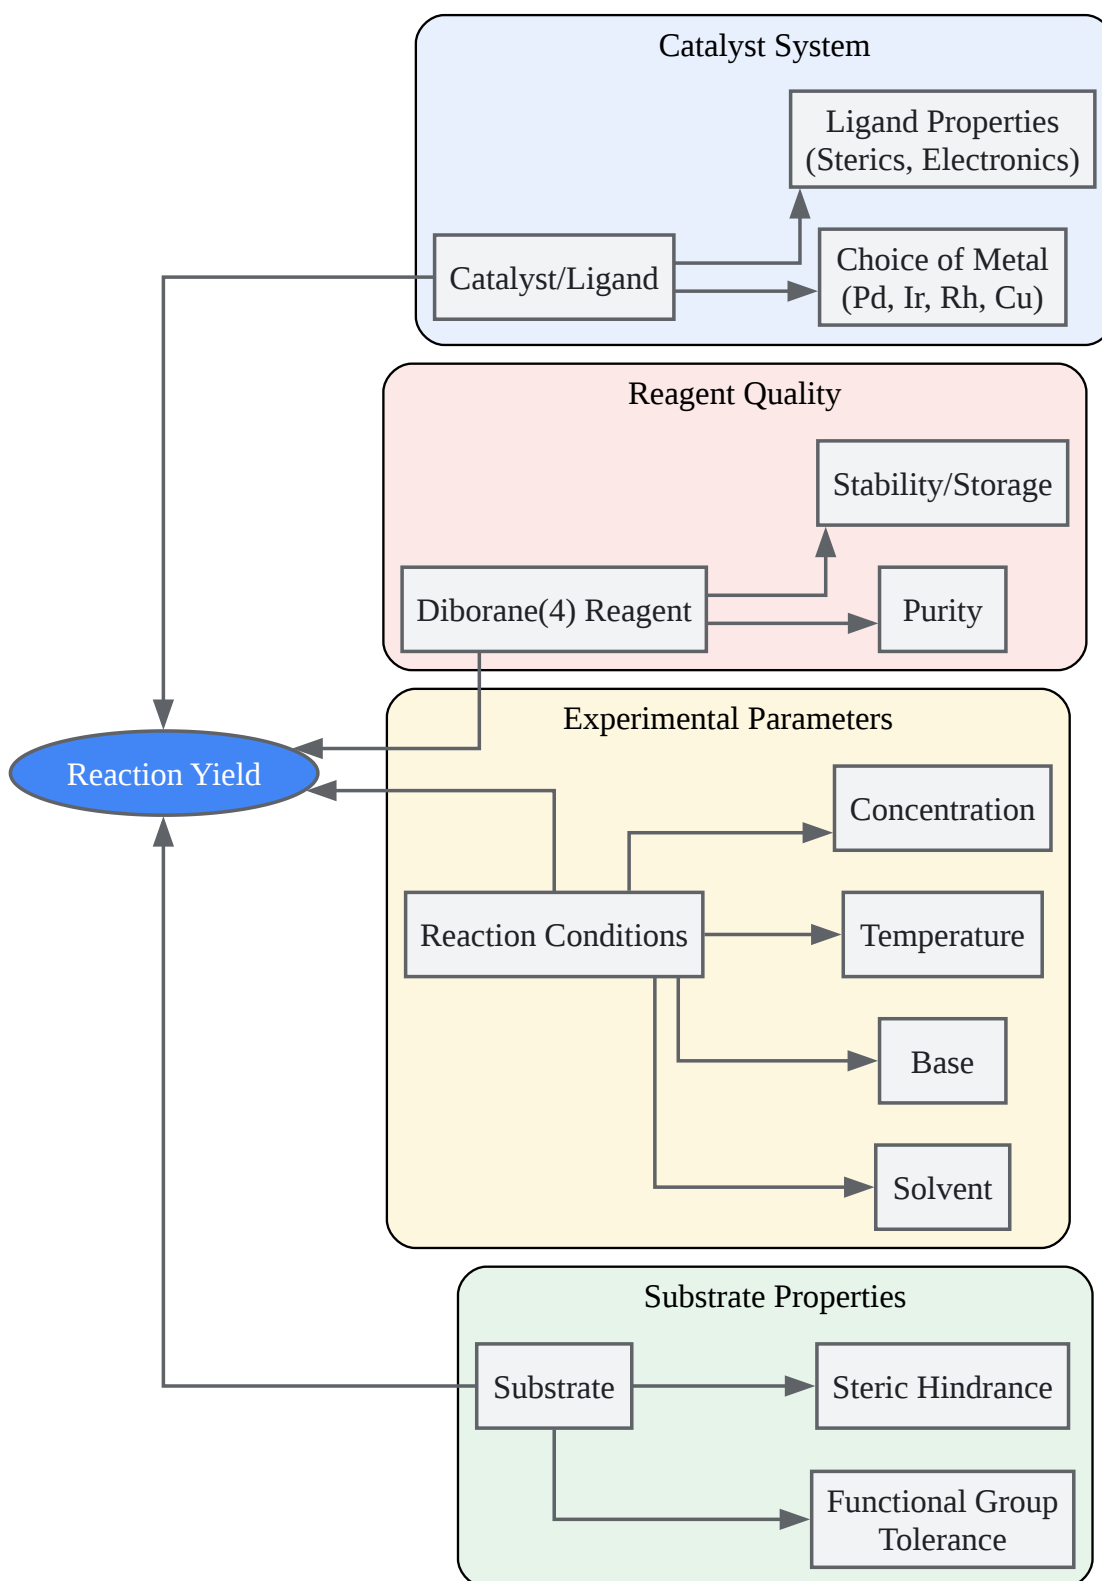 Catalyst System
Ligand Properties
(Sterics, Electronics)
Catalyst/Ligand
Choice of Metal
(Pd, Ir, Rh, Cu)
Reagent Quality
Stability/Storage
Diborane(4) Reagent
Purity
Experimental Parameters
Reaction Yield
Concentration
Reaction Conditions
Temperature
Base
Solvent
Substrate Properties
Substrate
Steric Hindrance
Functional Group
Tolerance